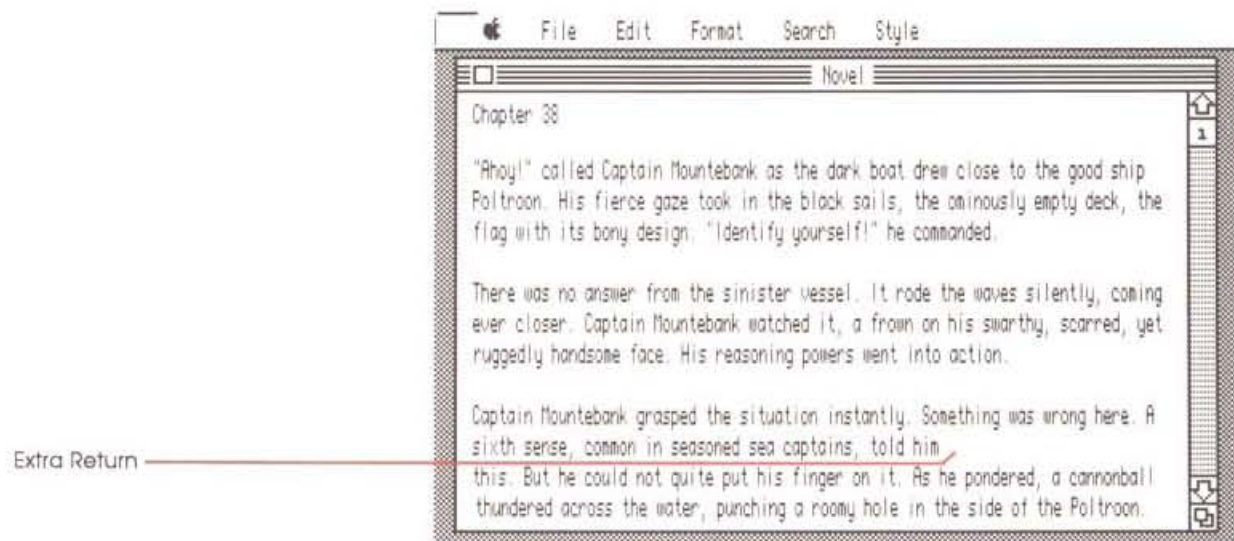 File Edit Format Search Style
Novel
Chapter 38
1
"Ahoy!" called Captain Mountebank as the dark boat drew close to the good ship
Poltroon. His fierce gaze took in the black sails, the ominously empty deck, the
flag with its bony design. "Identify yourself!" he commanded.
There was no answer from the sinister vessel. It rode the waves silently, coming
ever closer. Captain Mountebank watched it, a frown on his swarthy, scarred, yet
ruggedly handsome face. His reasoning powers went into action.
Captain Mountebank grasped the situation instantly. Something was wrong here. A
sixth sense, common in seasoned sea captains, told him
Extra Return
this. But he could not quite put his finger on it. As he pondered, a cannonball
thundered across the water, punching a roomy hole in the side of the Poltroon.